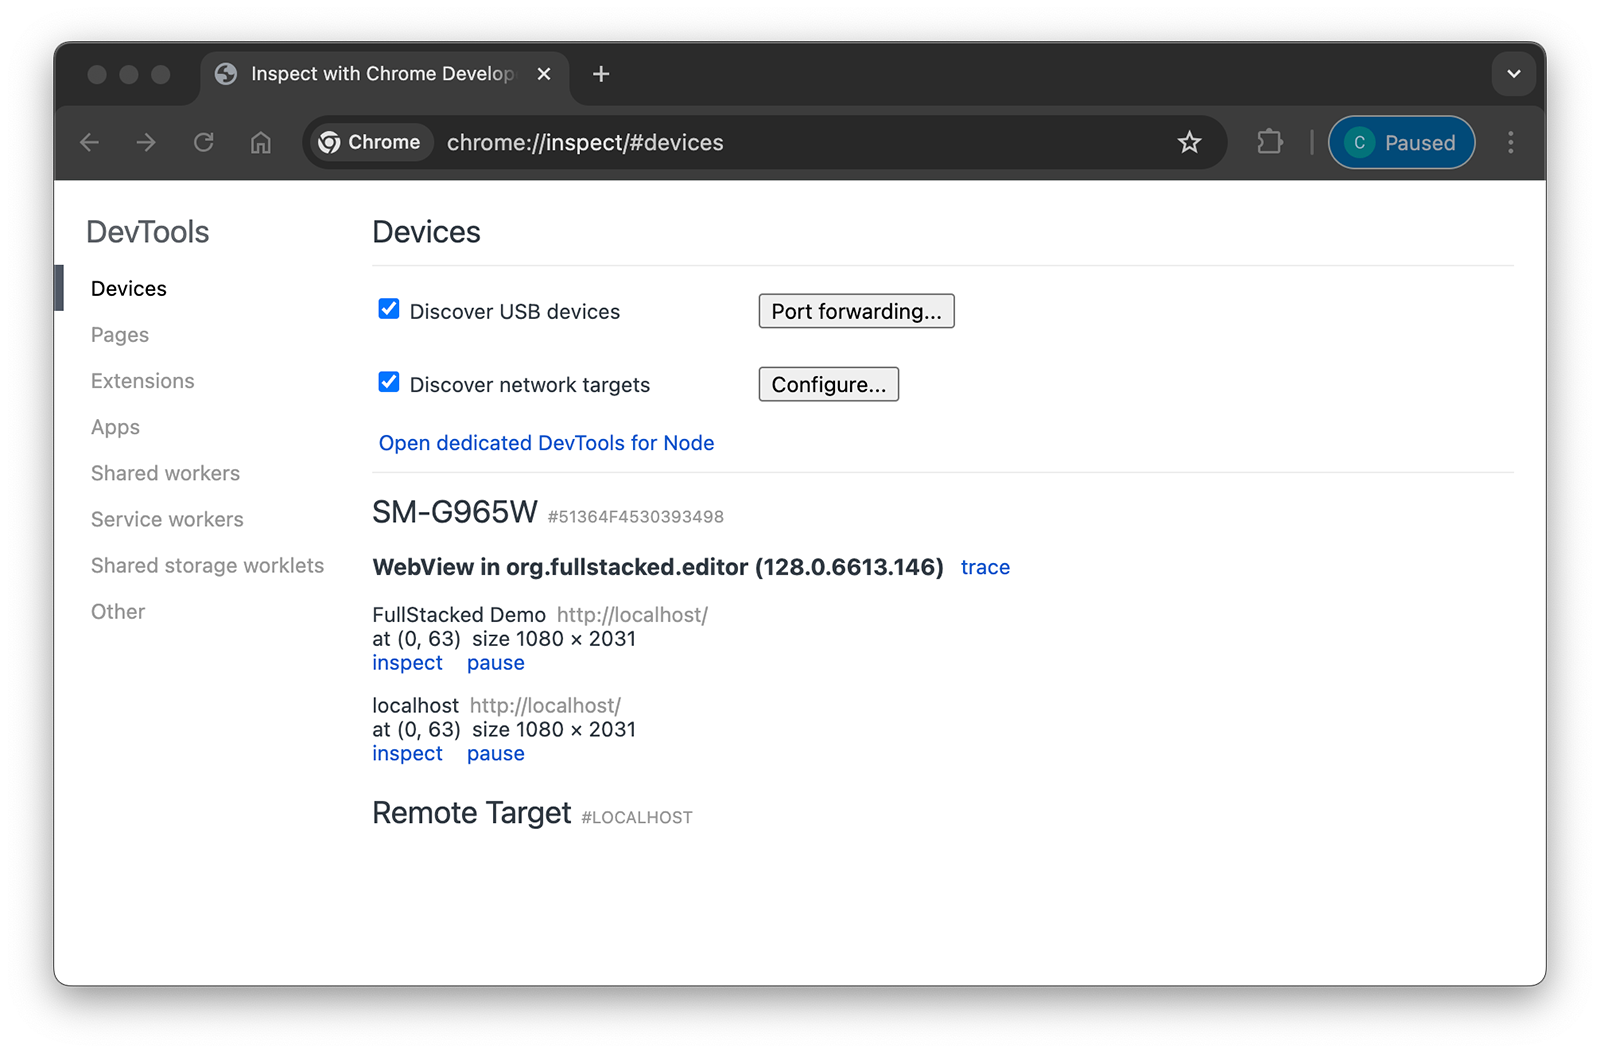 Inspect with Chrome Develop
Chrome chrome://inspect/#devices C Paused
DevTools
Devices
Pages
Extensions
Apps
Shared workers
Service workers
Shared storage worklets
Other
Devices
Discover USB devices Port forwarding...
Discover network targets Configure...
Open dedicated DevTools for Node
SM-G965W #51364F4530393498
WebView in org.fullstacked.editor (128.0.6613.146) trace
FullStacked Demo http://localhost/
at (0, 63) size 1080 × 2031
inspect pause
localhost http://localhost/
at (0, 63) size 1080 × 2031
inspect pause
Remote Target #LOCALHOST